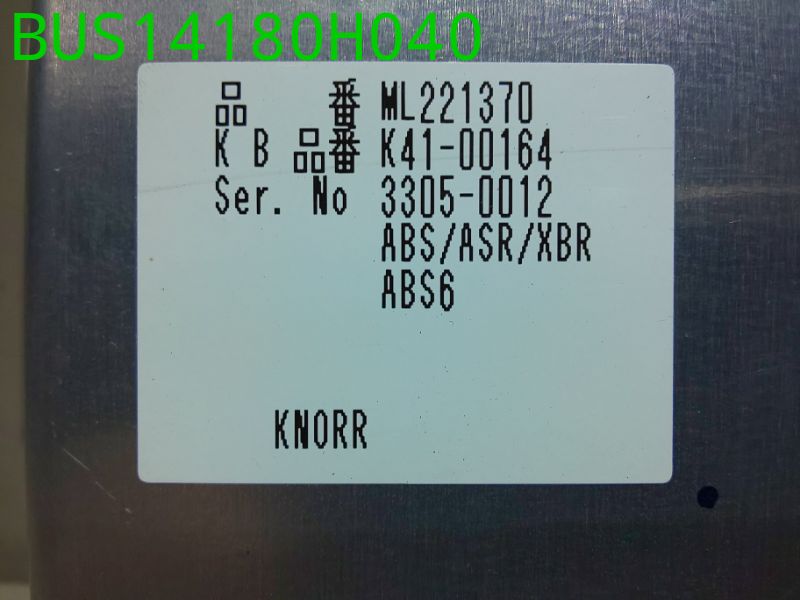 BUS14180H040
品　　番 ML221370
K B 品番 K41-00164
Ser. No 3305-0012
ABS/ASR/XBR
ABS6
KNORR